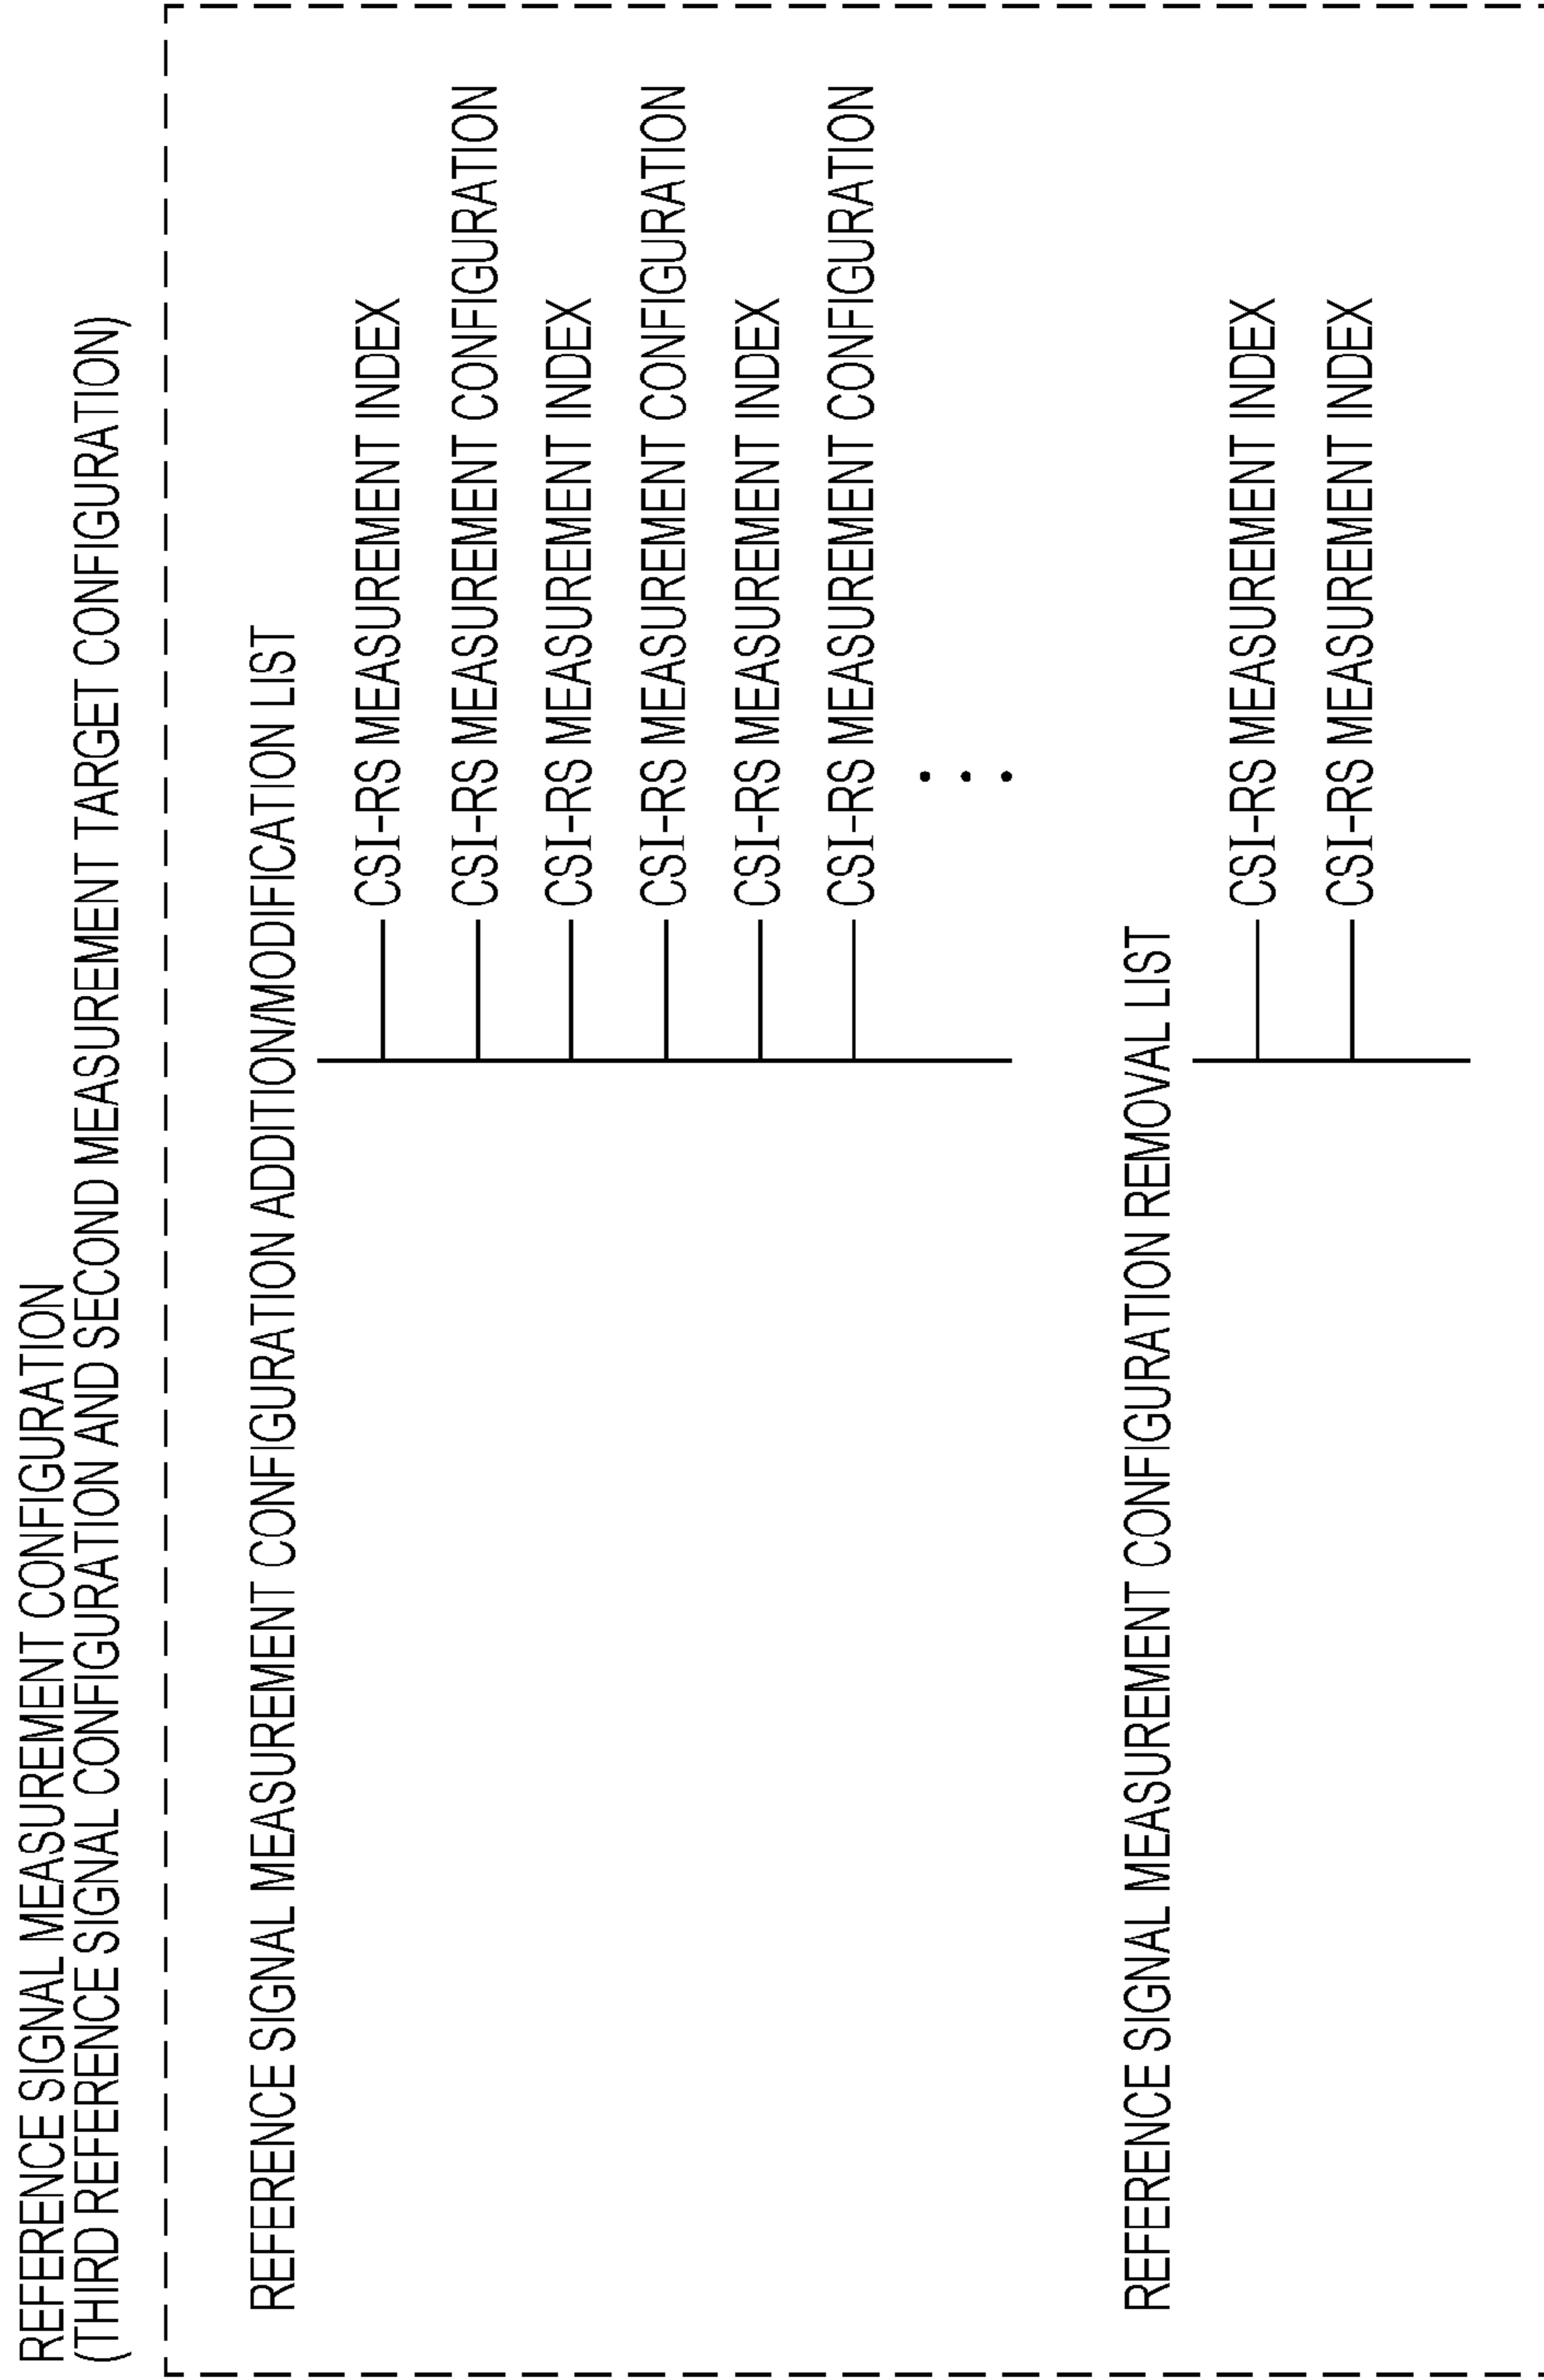 REFERENCE SIGNAL MEASUREMENT CONFIGURATION
(THIRD REFERENCE SIGNAL CONFIGURATION AND SECOND MEASUREMENT TARGET CONFIGURATION)
REFERENCE SIGNAL MEASUREMENT CONFIGURATION ADDITION/MODIFICATION LIST
CSI-RS MEASUREMENT INDEX
CSI-RS MEASUREMENT CONFIGURATION
CSI-RS MEASUREMENT INDEX
CSI-RS MEASUREMENT CONFIGURATION
CSI-RS MEASUREMENT INDEX
CSI-RS MEASUREMENT CONFIGURATION
REFERENCE SIGNAL MEASUREMENT CONFIGURATION REMOVAL LIST
CSI-RS MEASUREMENT INDEX
CSI-RS MEASUREMENT INDEX